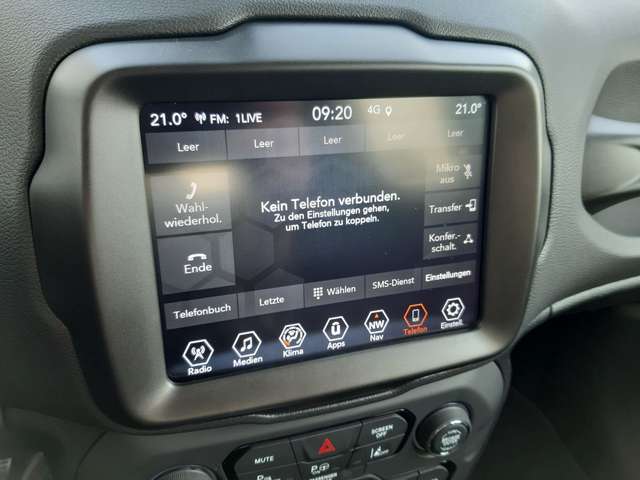 21.0° FM: 1LIVE 09:20 4G 21.0°
Leer Leer Leer Leer Leer
Wahl-
wiederhol.
Kein Telefon verbunden.
Zu den Einstellungen gehen,
um Telefon zu koppeln.
Mikro
aus
Transfer
Konfer.-
schalt.
Ende
Telefonbuch Letzte Wählen SMS-Dienst Einstellungen
Radio Medien Klima Apps NW Nav Telefon Einstell.
MUTE
SCREEN
OFF